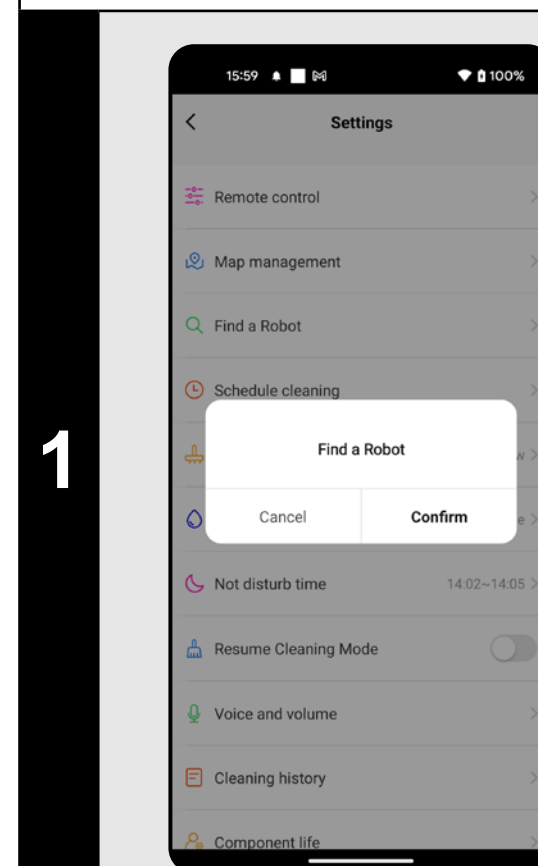 1
15:59 100%
Settings
Remote control
Map management
Find a Robot
Schedule cleaning
Find a Robot
w
Cancel Confirm
e
Not disturb time 14:02~14:05
Resume Cleaning Mode
Voice and volume
Cleaning history
Component life